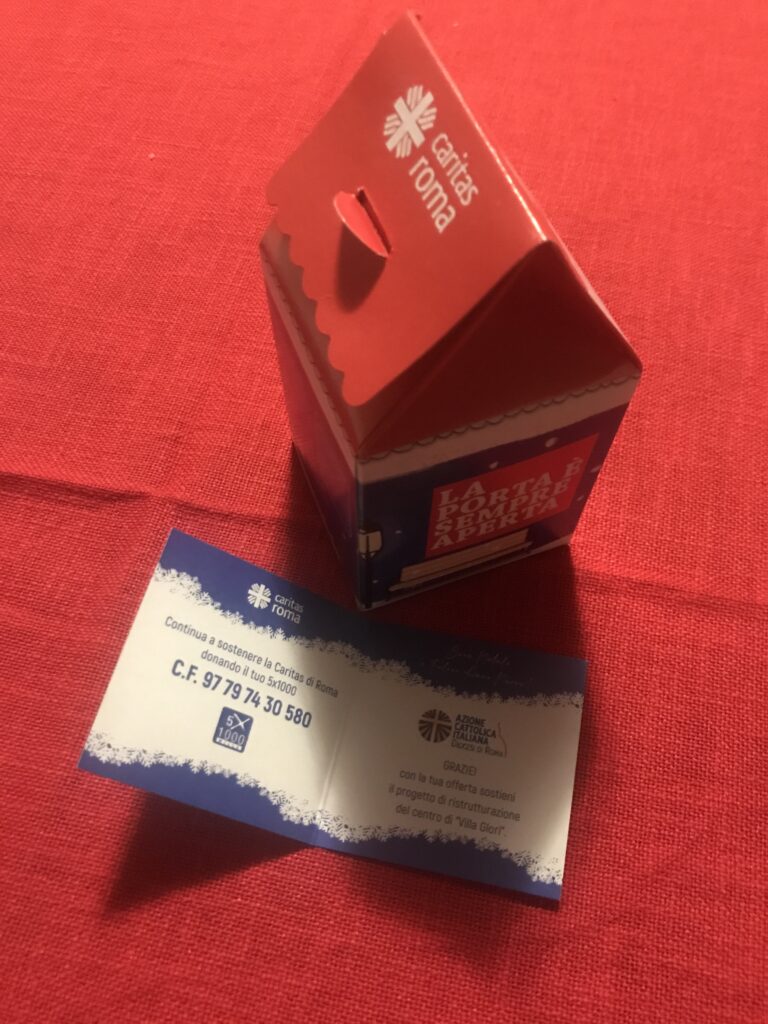 caritas
roma
LA
PORTA È
SEMPRE
APERTA
caritas
roma
Continua a sostenere la Caritas di Roma
donando il tuo 5x1000
C.F. 97 79 74 30 580
5X
1000
AZIONE
CATTOLICA
ITALIANA
DIOCESI DI ROMA
GRAZIE!
con la tua offerta sostieni
il progetto di ristrutturazione
del centro di "Villa Glori".